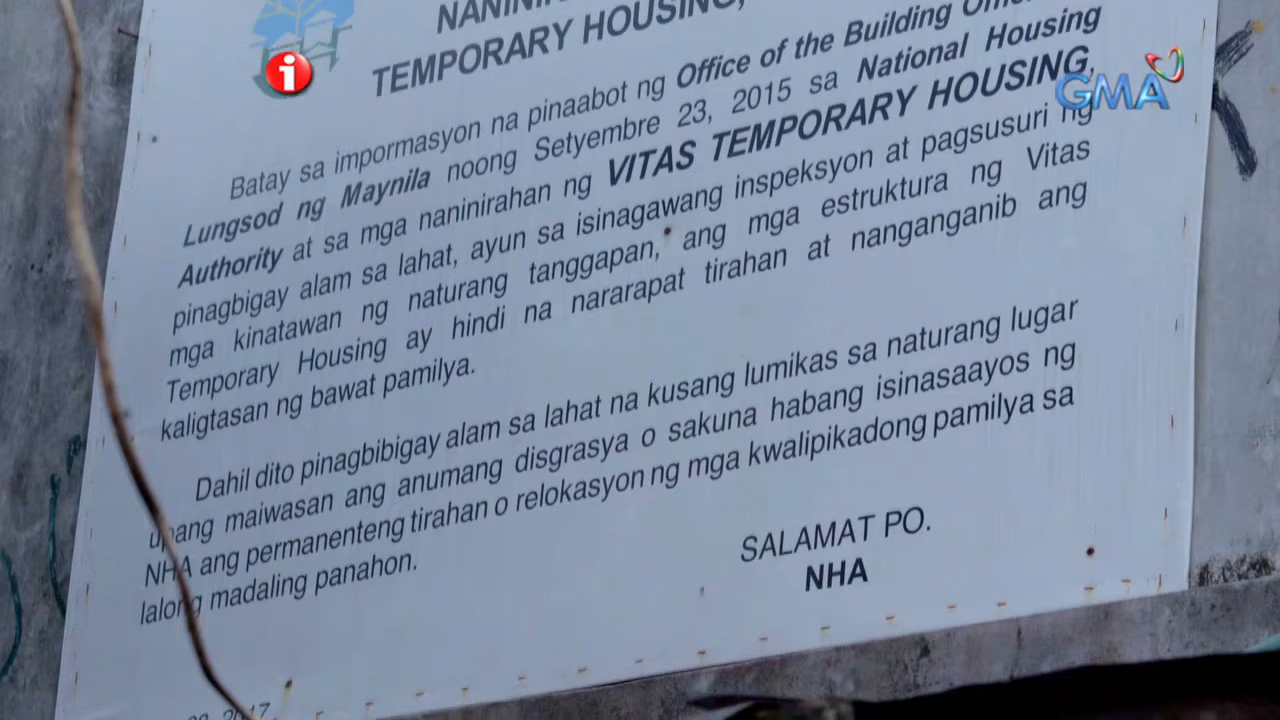 TEMPORARY HOUSING,
Batay sa impormasyon na pinaabot ng Office of the Building
Lungsod ng Maynila noong Setyembre 23, 2015 sa National Housing
Authority at sa mga naninirahan ng VITAS TEMPORARY HOUSING,
pinagbigay alam sa lahat, ayun sa isinagawang inspeksyon at pagsusuri ng
mga kinatawan ng naturang tanggapan, ang mga estruktura ng Vitas
Temporary Housing ay hindi na nararapat tirahan at nanganganib ang
kaligtasan ng bawat pamilya.
Dahil dito pinagbibigay alam sa lahat na kusang lumikas sa naturang lugar
upang maiwasan ang anumang disgrasya o sakuna habang isinasaayos ng
NHA ang permanenteng tirahan o relokasyon ng mga kwalipikadong pamilya sa
lalong madaling panahon.
SALAMAT PO.
NHA
i
GMA